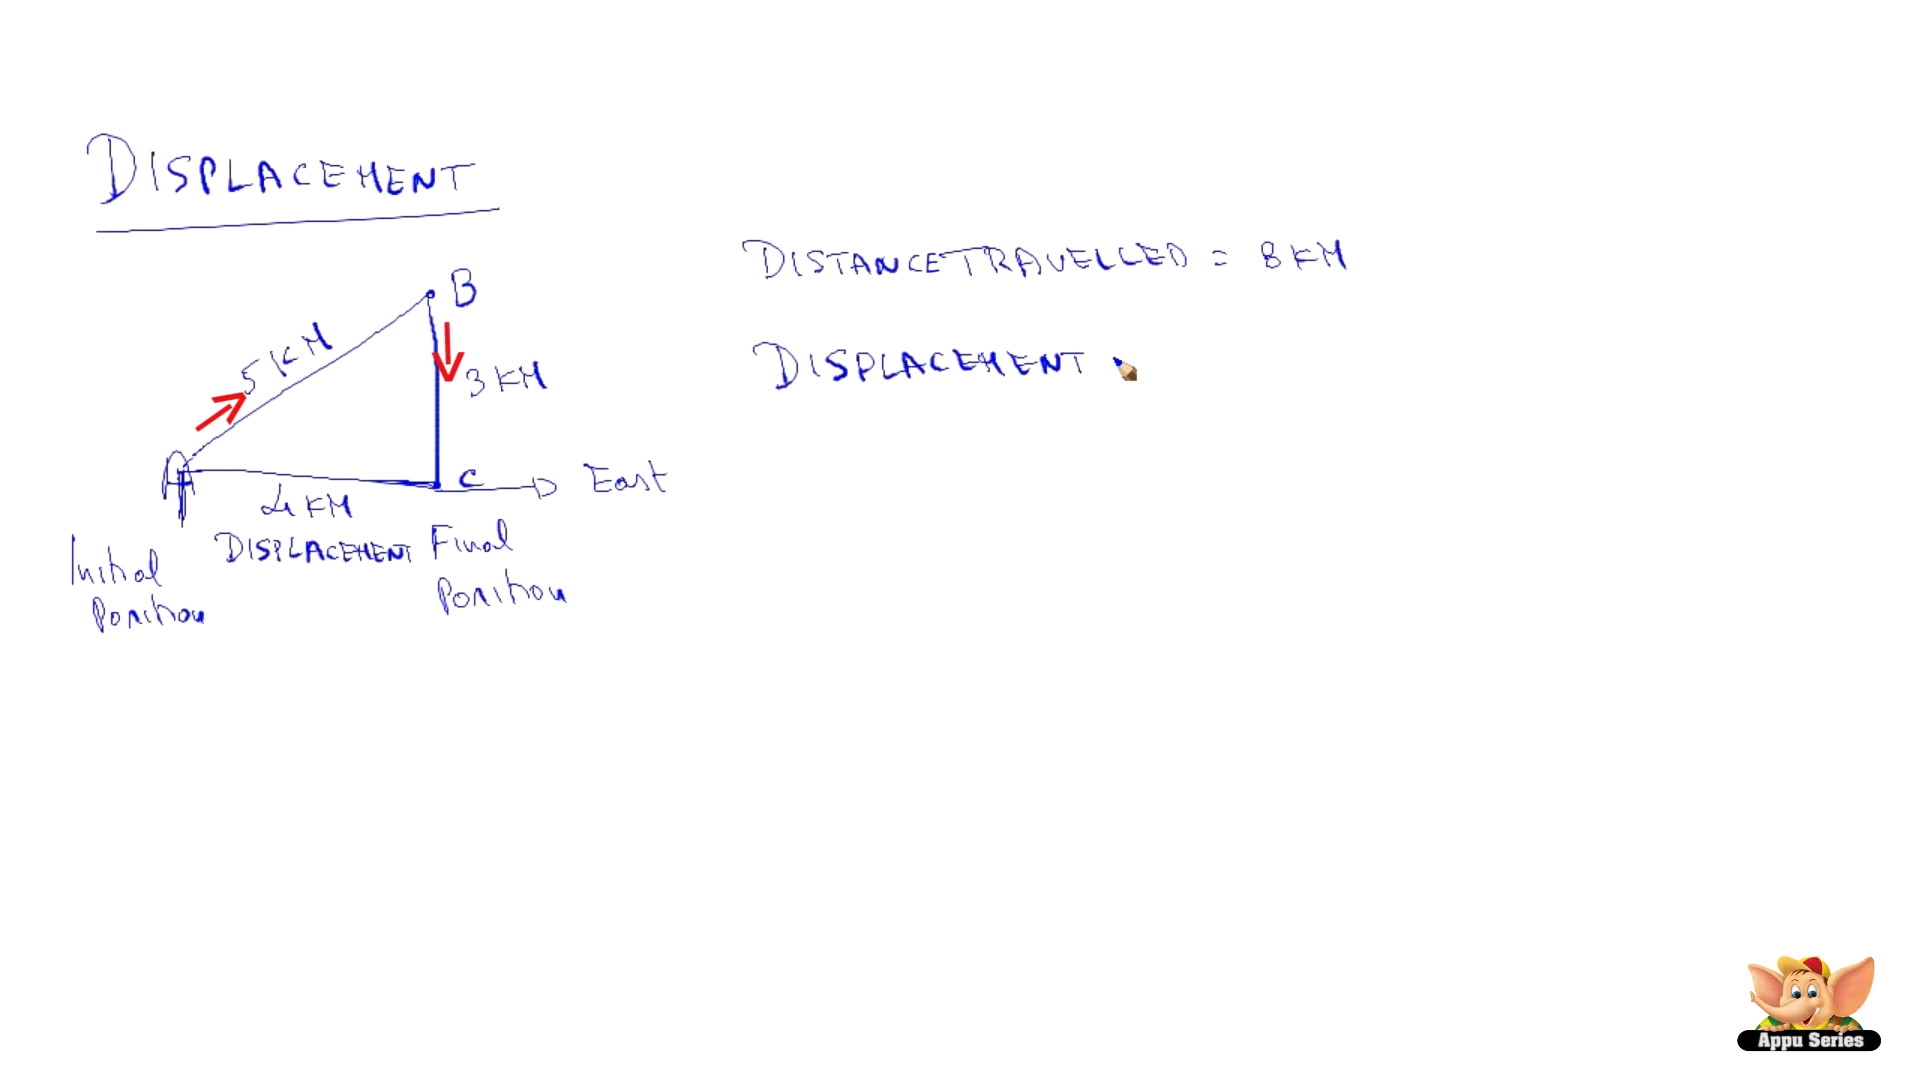 DISPLACEMENT
DISTANCE TRAVELLED = 8 KM
B
5 KM
DISPLACEMENT
3 KM
A
C
East
4 KM
DISPLACEMENT
Final
Position
Initial
Position
Appu Series